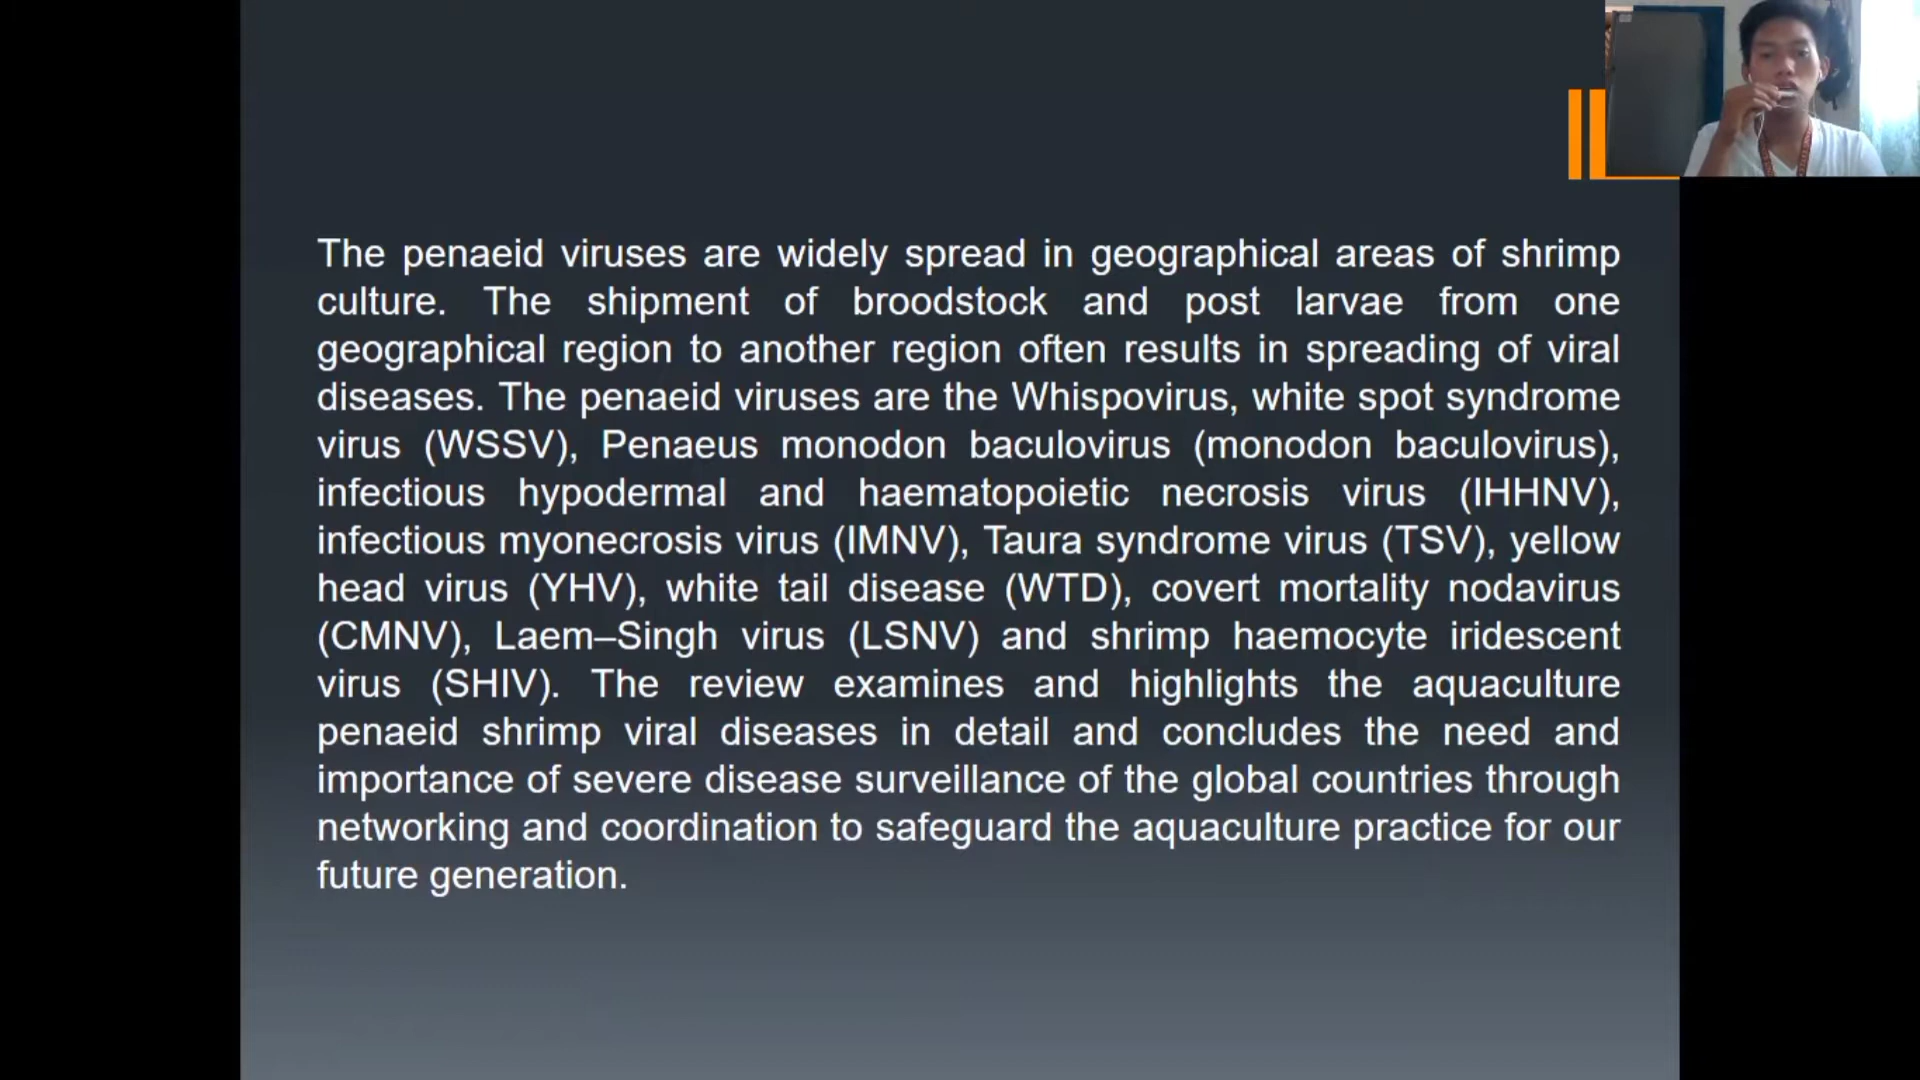 The penaeid viruses are widely spread in geographical areas of shrimp
culture. The shipment of broodstock and post larvae from one
geographical region to another region often results in spreading of viral
diseases. The penaeid viruses are the Whispovirus, white spot syndrome
virus (WSSV), Penaeus monodon baculovirus (monodon baculovirus),
infectious hypodermal and haematopoietic necrosis virus (IHHNV),
infectious myonecrosis virus (IMNV), Taura syndrome virus (TSV), yellow
head virus (YHV), white tail disease (WTD), covert mortality nodavirus
(CMNV), Laem–Singh virus (LSNV) and shrimp haemocyte iridescent
virus (SHIV). The review examines and highlights the aquaculture
penaeid shrimp viral diseases in detail and concludes the need and
importance of severe disease surveillance of the global countries through
networking and coordination to safeguard the aquaculture practice for our
future generation.